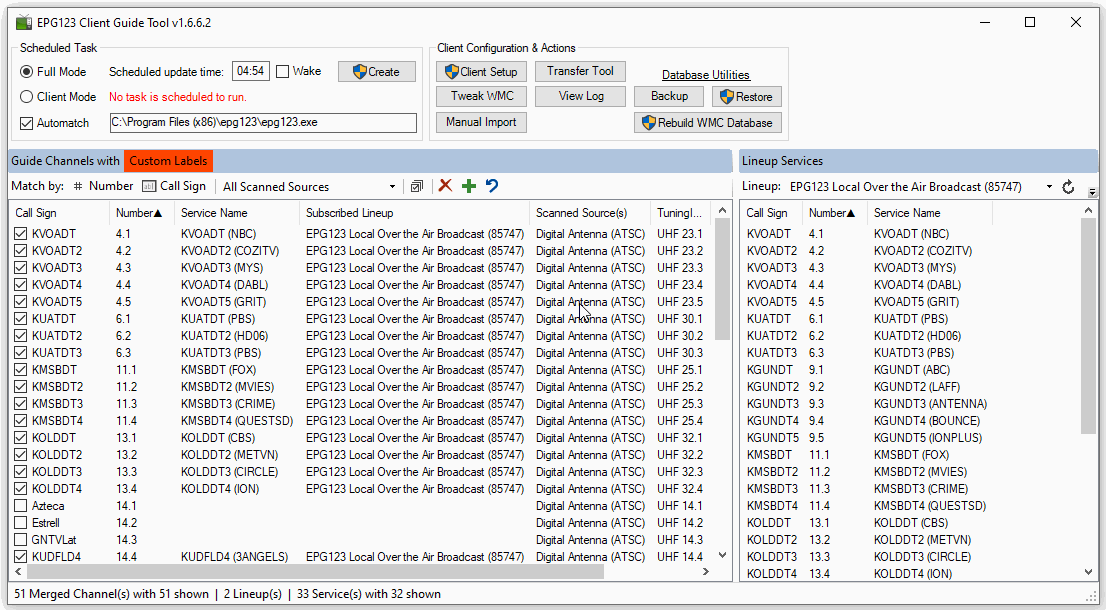 EPG123 Client Guide Tool v1.6.6.2
Scheduled Task
Full Mode Scheduled update time: 04:54 Wake Create
Client Mode No task is scheduled to run.
Automatch C:\Program Files (x86)\epg123\epg123.exe
Client Configuration & Actions
Client Setup Transfer Tool Database Utilities
Tweak WMC View Log Backup Restore
Manual Import Rebuild WMC Database
Guide Channels with Custom Labels
Match by: # Number abl Call Sign All Scanned Sources
Call Sign Number▲ Service Name Subscribed Lineup Scanned Source(s) TuningI...
KVOADT 4.1 KVOADT (NBC) EPG123 Local Over the Air Broadcast (85747) Digital Antenna (ATSC) UHF 23.1
KVOADT2 4.2 KVOADT2 (COZITV) EPG123 Local Over the Air Broadcast (85747) Digital Antenna (ATSC) UHF 23.2
KVOADT3 4.3 KVOADT3 (MYS) EPG123 Local Over the Air Broadcast (85747) Digital Antenna (ATSC) UHF 23.3
KVOADT4 4.4 KVOADT4 (DABL) EPG123 Local Over the Air Broadcast (85747) Digital Antenna (ATSC) UHF 23.4
KVOADT5 4.5 KVOADT5 (GRIT) EPG123 Local Over the Air Broadcast (85747) Digital Antenna (ATSC) UHF 23.5
KUATDT 6.1 KUATDT (PBS) EPG123 Local Over the Air Broadcast (85747) Digital Antenna (ATSC) UHF 30.1
KUATDT2 6.2 KUATDT2 (HD06) EPG123 Local Over the Air Broadcast (85747) Digital Antenna (ATSC) UHF 30.2
KUATDT3 6.3 KUATDT3 (PBS) EPG123 Local Over the Air Broadcast (85747) Digital Antenna (ATSC) UHF 30.3
KMSBDT 11.1 KMSBDT (FOX) EPG123 Local Over the Air Broadcast (85747) Digital Antenna (ATSC) UHF 25.1
KMSBDT2 11.2 KMSBDT2 (MVIES) EPG123 Local Over the Air Broadcast (85747) Digital Antenna (ATSC) UHF 25.2
KMSBDT3 11.3 KMSBDT3 (CRIME) EPG123 Local Over the Air Broadcast (85747) Digital Antenna (ATSC) UHF 25.3
KMSBDT4 11.4 KMSBDT4 (QUESTSD) EPG123 Local Over the Air Broadcast (85747) Digital Antenna (ATSC) UHF 25.4
KOLDDT 13.1 KOLDDT (CBS) EPG123 Local Over the Air Broadcast (85747) Digital Antenna (ATSC) UHF 32.1
KOLDDT2 13.2 KOLDDT2 (METVN) EPG123 Local Over the Air Broadcast (85747) Digital Antenna (ATSC) UHF 32.2
KOLDDT3 13.3 KOLDDT3 (CIRCLE) EPG123 Local Over the Air Broadcast (85747) Digital Antenna (ATSC) UHF 32.3
KOLDDT4 13.4 KOLDDT4 (ION) EPG123 Local Over the Air Broadcast (85747) Digital Antenna (ATSC) UHF 32.4
Azteca 14.1 Digital Antenna (ATSC) UHF 14.1
Estrell 14.2 Digital Antenna (ATSC) UHF 14.2
GNTVLat 14.3 Digital Antenna (ATSC) UHF 14.3
KUDFLD4 14.4 KUDFLD4 (3ANGELS) EPG123 Local Over the Air Broadcast (85747) Digital Antenna (ATSC) UHF 14.4
Lineup Services
Lineup: EPG123 Local Over the Air Broadcast (85747)
Call Sign Number▲ Service Name
KVOADT 4.1 KVOADT (NBC)
KVOADT2 4.2 KVOADT2 (COZITV)
KVOADT3 4.3 KVOADT3 (MYS)
KVOADT4 4.4 KVOADT4 (DABL)
KVOADT5 4.5 KVOADT5 (GRIT)
KUATDT 6.1 KUATDT (PBS)
KUATDT2 6.2 KUATDT2 (HD06)
KUATDT3 6.3 KUATDT3 (PBS)
KGUNDT 9.1 KGUNDT (ABC)
KGUNDT2 9.2 KGUNDT2 (LAFF)
KGUNDT3 9.3 KGUNDT3 (ANTENNA)
KGUNDT4 9.4 KGUNDT4 (BOUNCE)
KGUNDT5 9.5 KGUNDT5 (IONPLUS)
KMSBDT 11.1 KMSBDT (FOX)
KMSBDT2 11.2 KMSBDT2 (MVIES)
KMSBDT3 11.3 KMSBDT3 (CRIME)
KMSBDT4 11.4 KMSBDT4 (QUESTSD)
KOLDDT 13.1 KOLDDT (CBS)
KOLDDT2 13.2 KOLDDT2 (METVN)
KOLDDT3 13.3 KOLDDT3 (CIRCLE)
KOLDDT4 13.4 KOLDDT4 (ION)
51 Merged Channel(s) with 51 shown | 2 Lineup(s) | 33 Service(s) with 32 shown